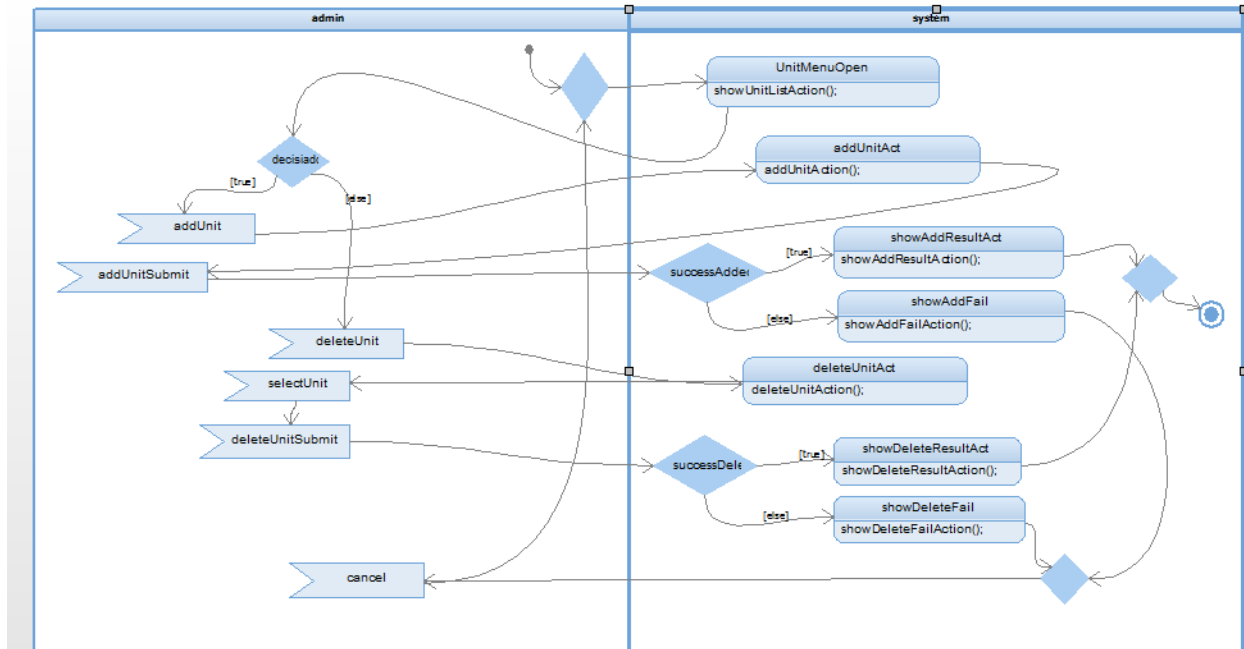 admin
system
UnitMenuOpen
showUnitListAction();
decisiado
addUnitAct
addUnitAction();
[true]
[else]
addUnit
showAddResultAct
showAddResultAction();
[true]
addUnitSubmit
successAdded
showAddFail
[else]
showAddFailAction();
deleteUnit
deleteUnitAct
deleteUnitAction();
selectUnit
deleteUnitSubmit
showDeleteResultAct
[true]
showDeleteResultAction();
successDele
showDeleteFail
[else]
showDeleteFailAction();
cancel